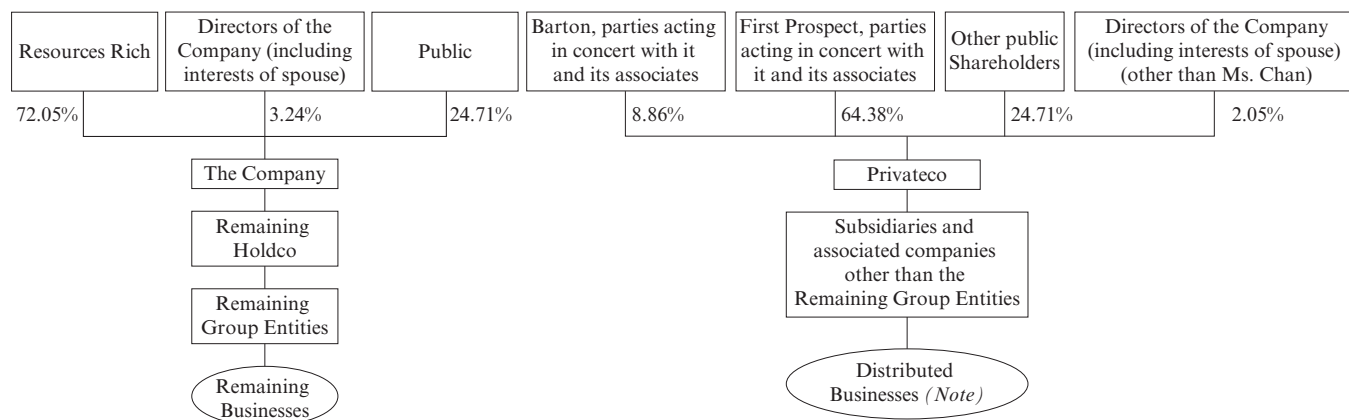 Resources Rich
Directors of the
Company (including
interests of spouse)
Public
Barton, parties acting
in concert with it
and its associates
First Prospect, parties
acting in concert with
it and its associates
Other public
Shareholders
Directors of the Company
(including interests of spouse)
(other than Ms. Chan)
72.05%
3.24%
24.71%
8.86%
64.38%
24.71%
2.05%
The Company
Privateco
Remaining
Holdco
Subsidiaries and
associated companies
other than the
Remaining Group Entities
Remaining
Group Entities
Remaining
Businesses
Distributed
Businesses (Note)